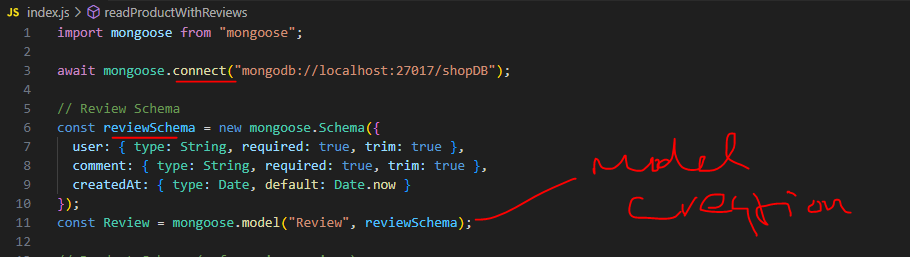 JS index.js > readProductWithReviews
1 import mongoose from "mongoose";
2
3 await mongoose.connect("mongodb://localhost:27017/shopDB");
4
5 // Review Schema
6 const reviewSchema = new mongoose.Schema({
7 user: { type: String, required: true, trim: true },
8 comment: { type: String, required: true, trim: true },
9 createdAt: { type: Date, default: Date.now }
10 });
11 const Review = mongoose.model("Review", reviewSchema);
12
model